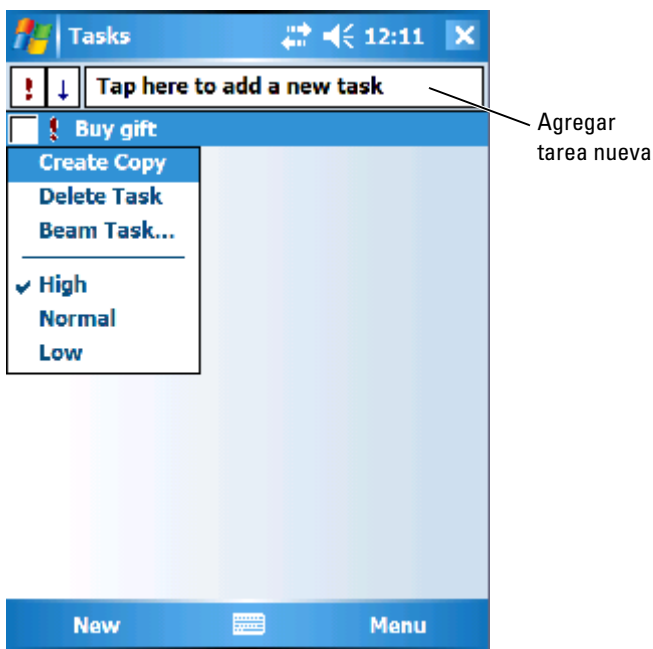 Tasks 12:11
Tap here to add a new task
Agregar
tarea nueva
Buy gift
Create Copy
Delete Task
Beam Task...
High
Normal
Low
New Menu